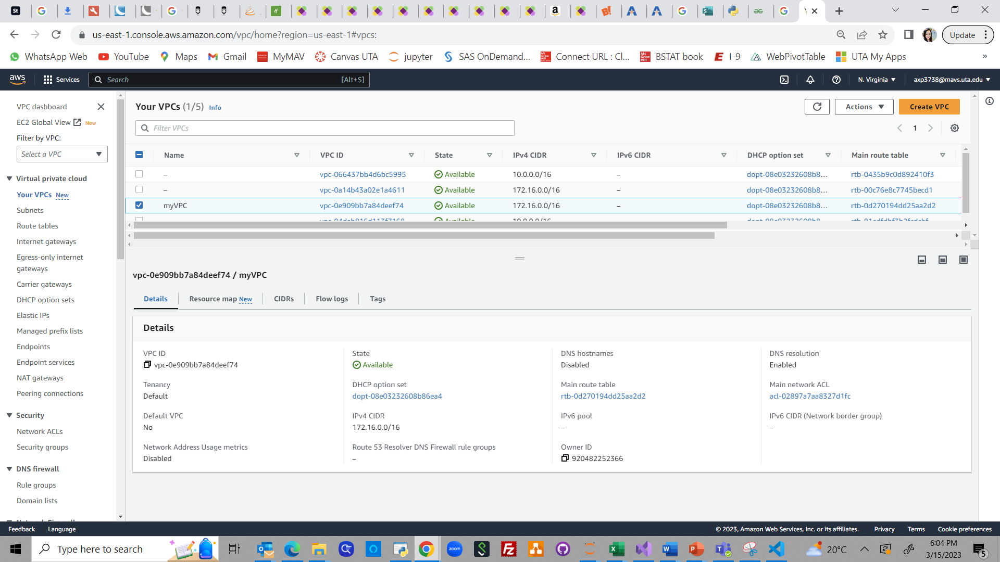 us-east-1.console.aws.amazon.com/vpc/home?region=us-east-1#vpcs:
Update
WhatsApp Web YouTube Maps Gmail MyMAV Canvas UTA jupyter SAS OnDemand... Connect URL : Cl... BSTAT book I-9 WebPivotTable UTA My Apps »
aws Services Search [Alt+S] N. Virginia axp3738@mavs.uta.edu
VPC dashboard
EC2 Global View New
Filter by VPC:
Select a VPC
Virtual private cloud
Your VPCs New
Subnets
Route tables
Internet gateways
Egress-only internet
gateways
Carrier gateways
DHCP option sets
Elastic IPs
Managed prefix lists
Endpoints
Endpoint services
NAT gateways
Peering connections
Security
Network ACLs
Security groups
DNS firewall
Rule groups
Domain lists
Your VPCs (1/5) Info
Actions
Create VPC
Filter VPCs
1
Name VPC ID State IPv4 CIDR IPv6 CIDR DHCP option set Main route table
– vpc-066437bb4d6bc5995 Available 10.0.0.0/16 – dopt-08e03232608b8... rtb-0435b9c0d892410f3
– vpc-0a14b43a02e1a4611 Available 172.16.0.0/16 – dopt-08e03232608b8... rtb-00c76e8c7745becd1
myVPC vpc-0e909bb7a84deef74 Available 172.16.0.0/16 – dopt-08e03232608b8... rtb-0d270194dd25aa2d2
vpc-0e909bb7a84deef74 / myVPC
Details Resource map New CIDRs Flow logs Tags
Details
VPC ID
vpc-0e909bb7a84deef74
State
Available
DNS hostnames
Disabled
DNS resolution
Enabled
Tenancy
Default
DHCP option set
dopt-08e03232608b86ea4
Main route table
rtb-0d270194dd25aa2d2
Main network ACL
acl-02897a7aa8327d1fc
Default VPC
No
IPv4 CIDR
172.16.0.0/16
IPv6 pool
–
IPv6 CIDR (Network border group)
–
Network Address Usage metrics
Disabled
Route 53 Resolver DNS Firewall rule groups
–
Owner ID
920482252366
Feedback Language © 2023, Amazon Web Services, Inc. or its affiliates. Privacy Terms Cookie preferences
Type here to search
zoom
20°C
6:04 PM
3/15/2023
5